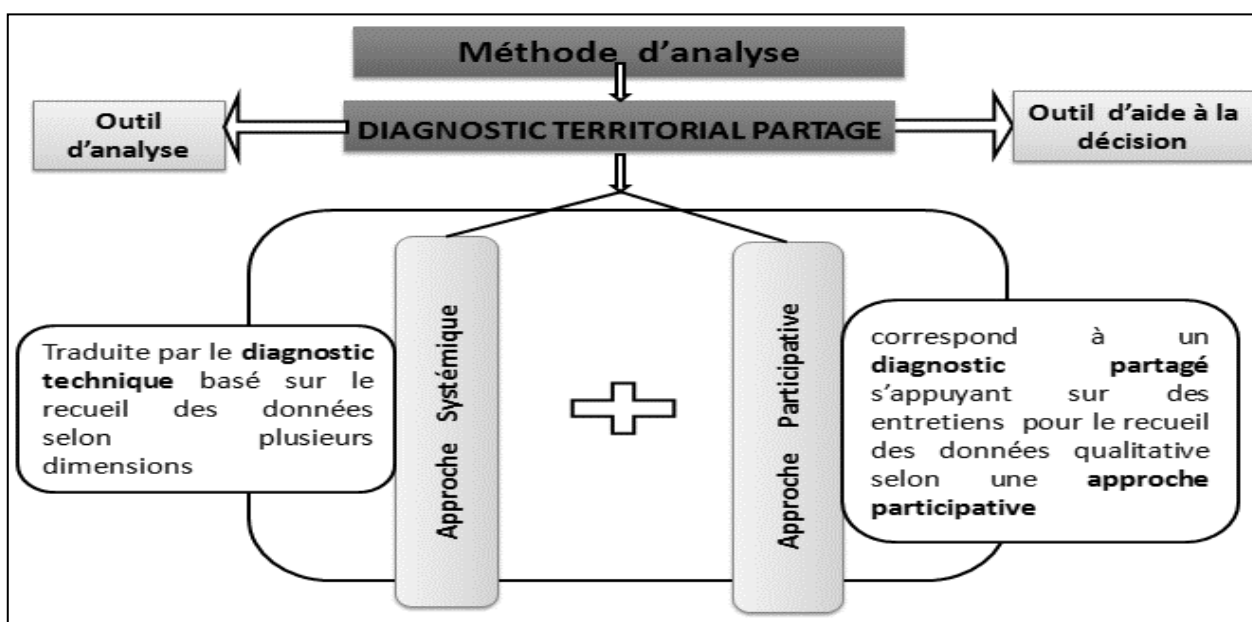 Méthode d'analyse
Outil
d'analyse
DIAGNOSTIC TERRITORIAL PARTAGE
Outil d'aide à la
décision
Traduite par le diagnostic
technique basé sur le
recueil des données
selon plusieurs
dimensions
Approche Systémique
Approche Participative
correspond à un
diagnostic partagé
s'appuyant sur des
entretiens pour le recueil
des données qualitative
selon une approche
participative